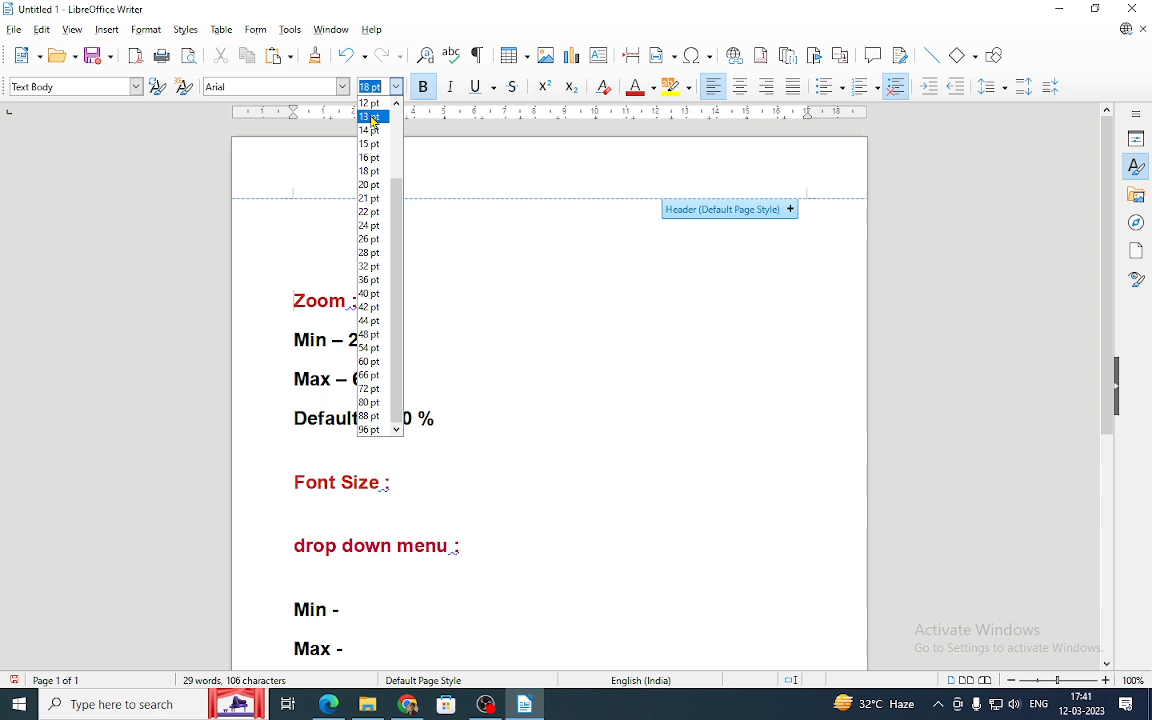 Untitled 1 - LibreOffice Writer
File Edit View Insert Format Styles Table Form Tools Window Help
Text Body Arial 18 pt
12 pt
13 pt
14 pt
15 pt
16 pt
18 pt
20 pt
21 pt
22 pt
24 pt
26 pt
28 pt
32 pt
36 pt
40 pt
42 pt
44 pt
48 pt
54 pt
60 pt
66 pt
72 pt
80 pt
88 pt
96 pt
Header (Default Page Style) +
Zoom :
Min – 2
Max – 6
Default 0 %
Font Size :
drop down menu :
Min -
Max -
Activate Windows
Go to Settings to activate Windows.
Page 1 of 1 29 words, 106 characters Default Page Style English (India) 100%
Type here to search 32°C Haze ENG 17:41
12-03-2023